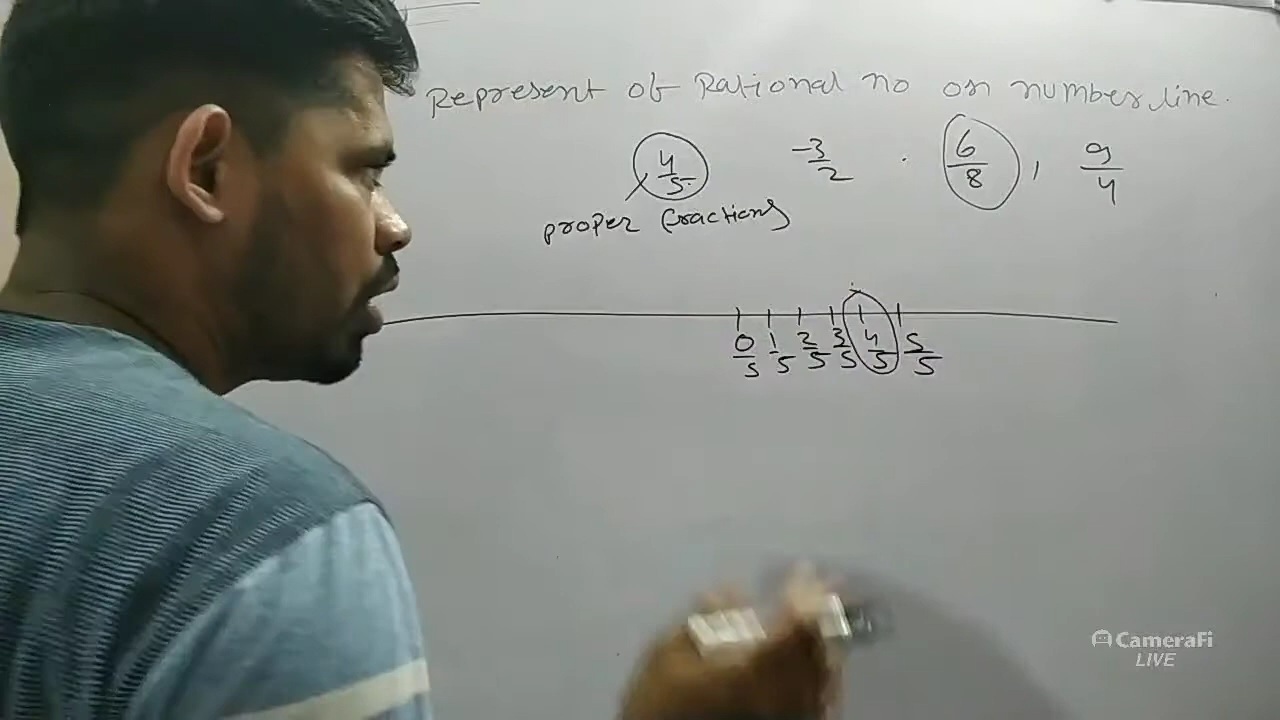 Represent of Rational no on number line.
4/5 -3/2 . 6/8 , 9/4
proper fractions
0/5 1/5 2/5 3/5 4/5 5/5
CameraFi
LIVE